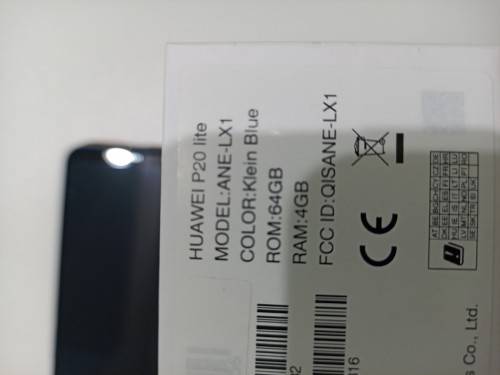 HUAWEI P20 lite
MODEL:ANE-LX1
COLOR:Klein Blue
ROM:64GB
RAM:4GB
FCC ID:QISANE-LX1
CE
s Co., Ltd.